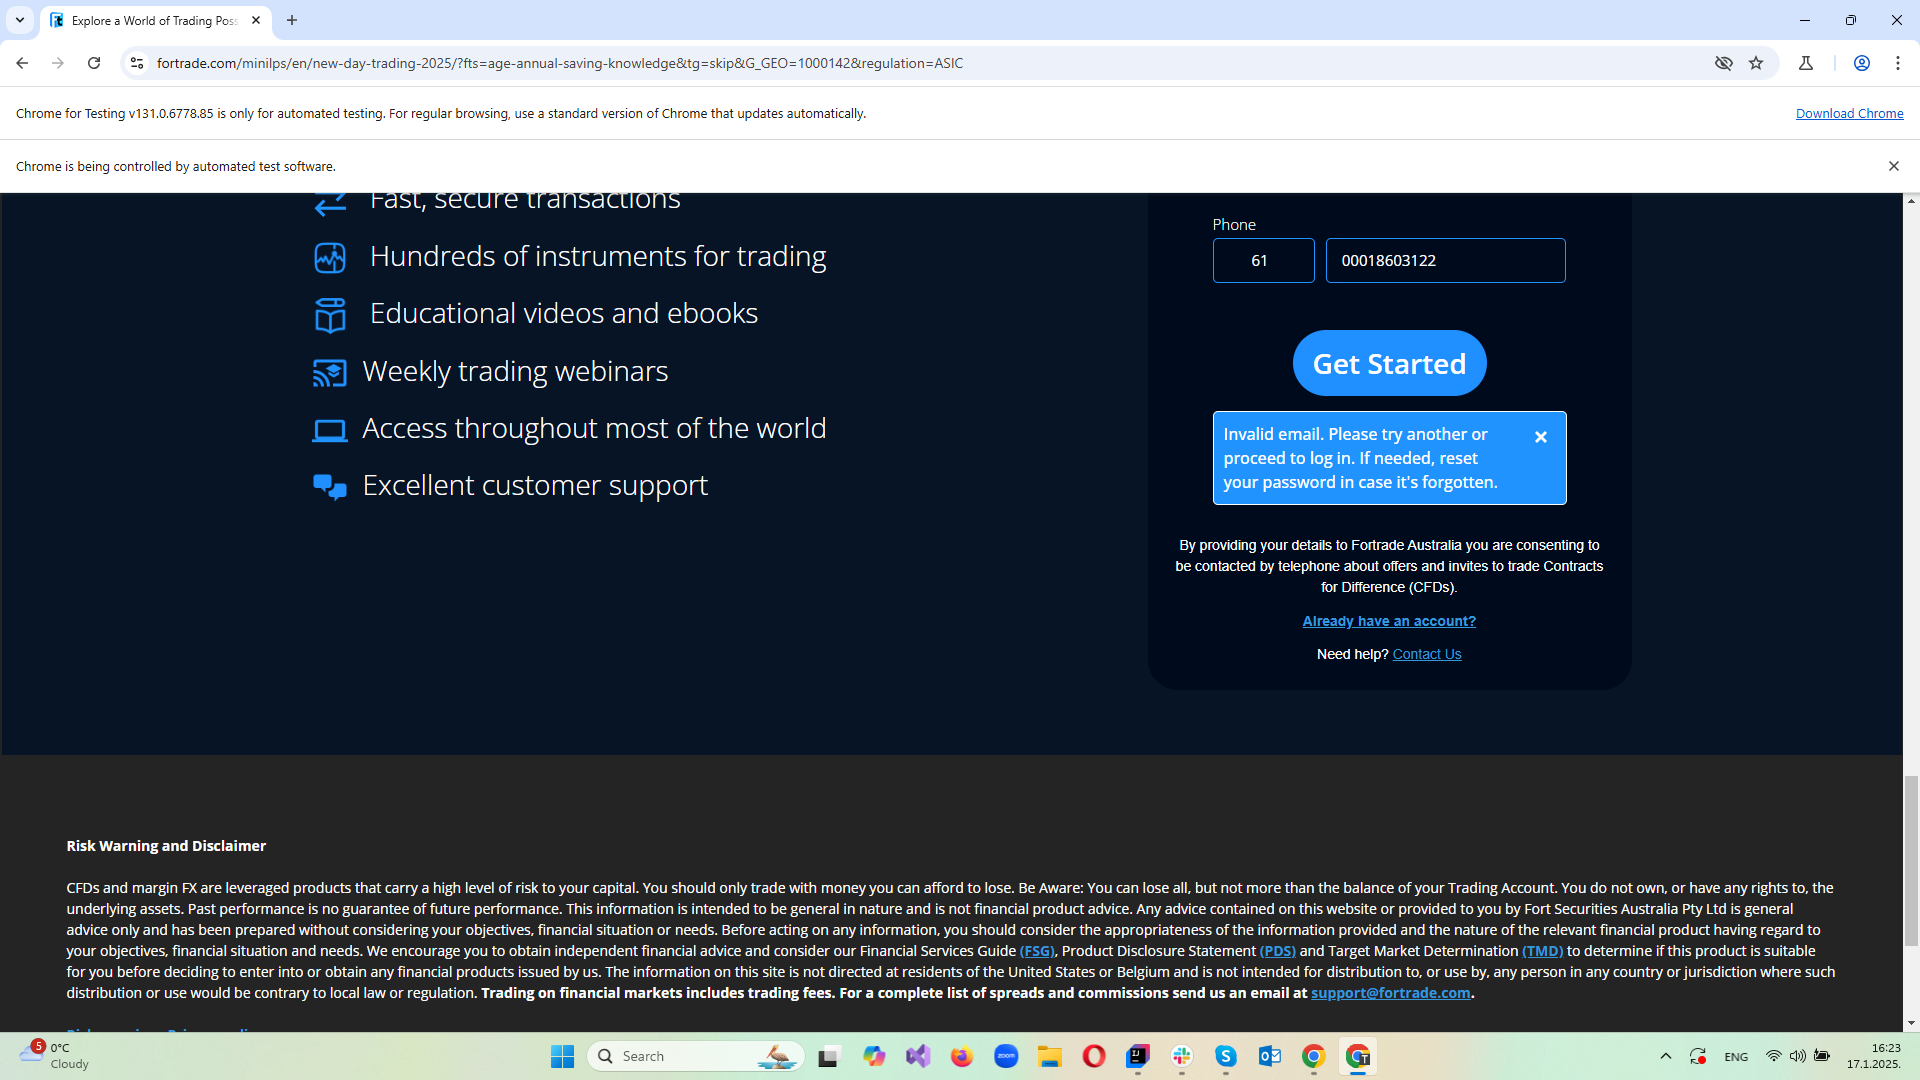 Explore a World of Trading Poss
fortrade.com/minilps/en/new-day-trading-2025/?fts=age-annual-saving-knowledge&tg=skip&G_GEO=1000142&regulation=ASIC
Chrome for Testing v131.0.6778.85 is only for automated testing. For regular browsing, use a standard version of Chrome that updates automatically.
Download Chrome
Chrome is being controlled by automated test software.
Fast, secure transactions
Hundreds of instruments for trading
Educational videos and ebooks
Weekly trading webinars
Access throughout most of the world
Excellent customer support
Phone
61
00018603122
Get Started
Invalid email. Please try another or
proceed to log in. If needed, reset
your password in case it's forgotten.
By providing your details to Fortrade Australia you are consenting to
be contacted by telephone about offers and invites to trade Contracts
for Difference (CFDs).
Already have an account?
Need help? Contact Us
Risk Warning and Disclaimer
CFDs and margin FX are leveraged products that carry a high level of risk to your capital. You should only trade with money you can afford to lose. Be Aware: You can lose all, but not more than the balance of your Trading Account. You do not own, or have any rights to, the
underlying assets. Past performance is no guarantee of future performance. This information is intended to be general in nature and is not financial product advice. Any advice contained on this website or provided to you by Fort Securities Australia Pty Ltd is general
advice only and has been prepared without considering your objectives, financial situation or needs. Before acting on any information, you should consider the appropriateness of the information provided and the nature of the relevant financial product having regard to
your objectives, financial situation and needs. We encourage you to obtain independent financial advice and consider our Financial Services Guide (FSG), Product Disclosure Statement (PDS) and Target Market Determination (TMD) to determine if this product is suitable
for you before deciding to enter into or obtain any financial products issued by us. The information on this site is not directed at residents of the United States or Belgium and is not intended for distribution to, or use by, any person in any country or jurisdiction where such
distribution or use would be contrary to local law or regulation. Trading on financial markets includes trading fees. For a complete list of spreads and commissions send us an email at support@fortrade.com.
5
0°C
Cloudy
Search
zoom
ENG
16:23
17.1.2025.